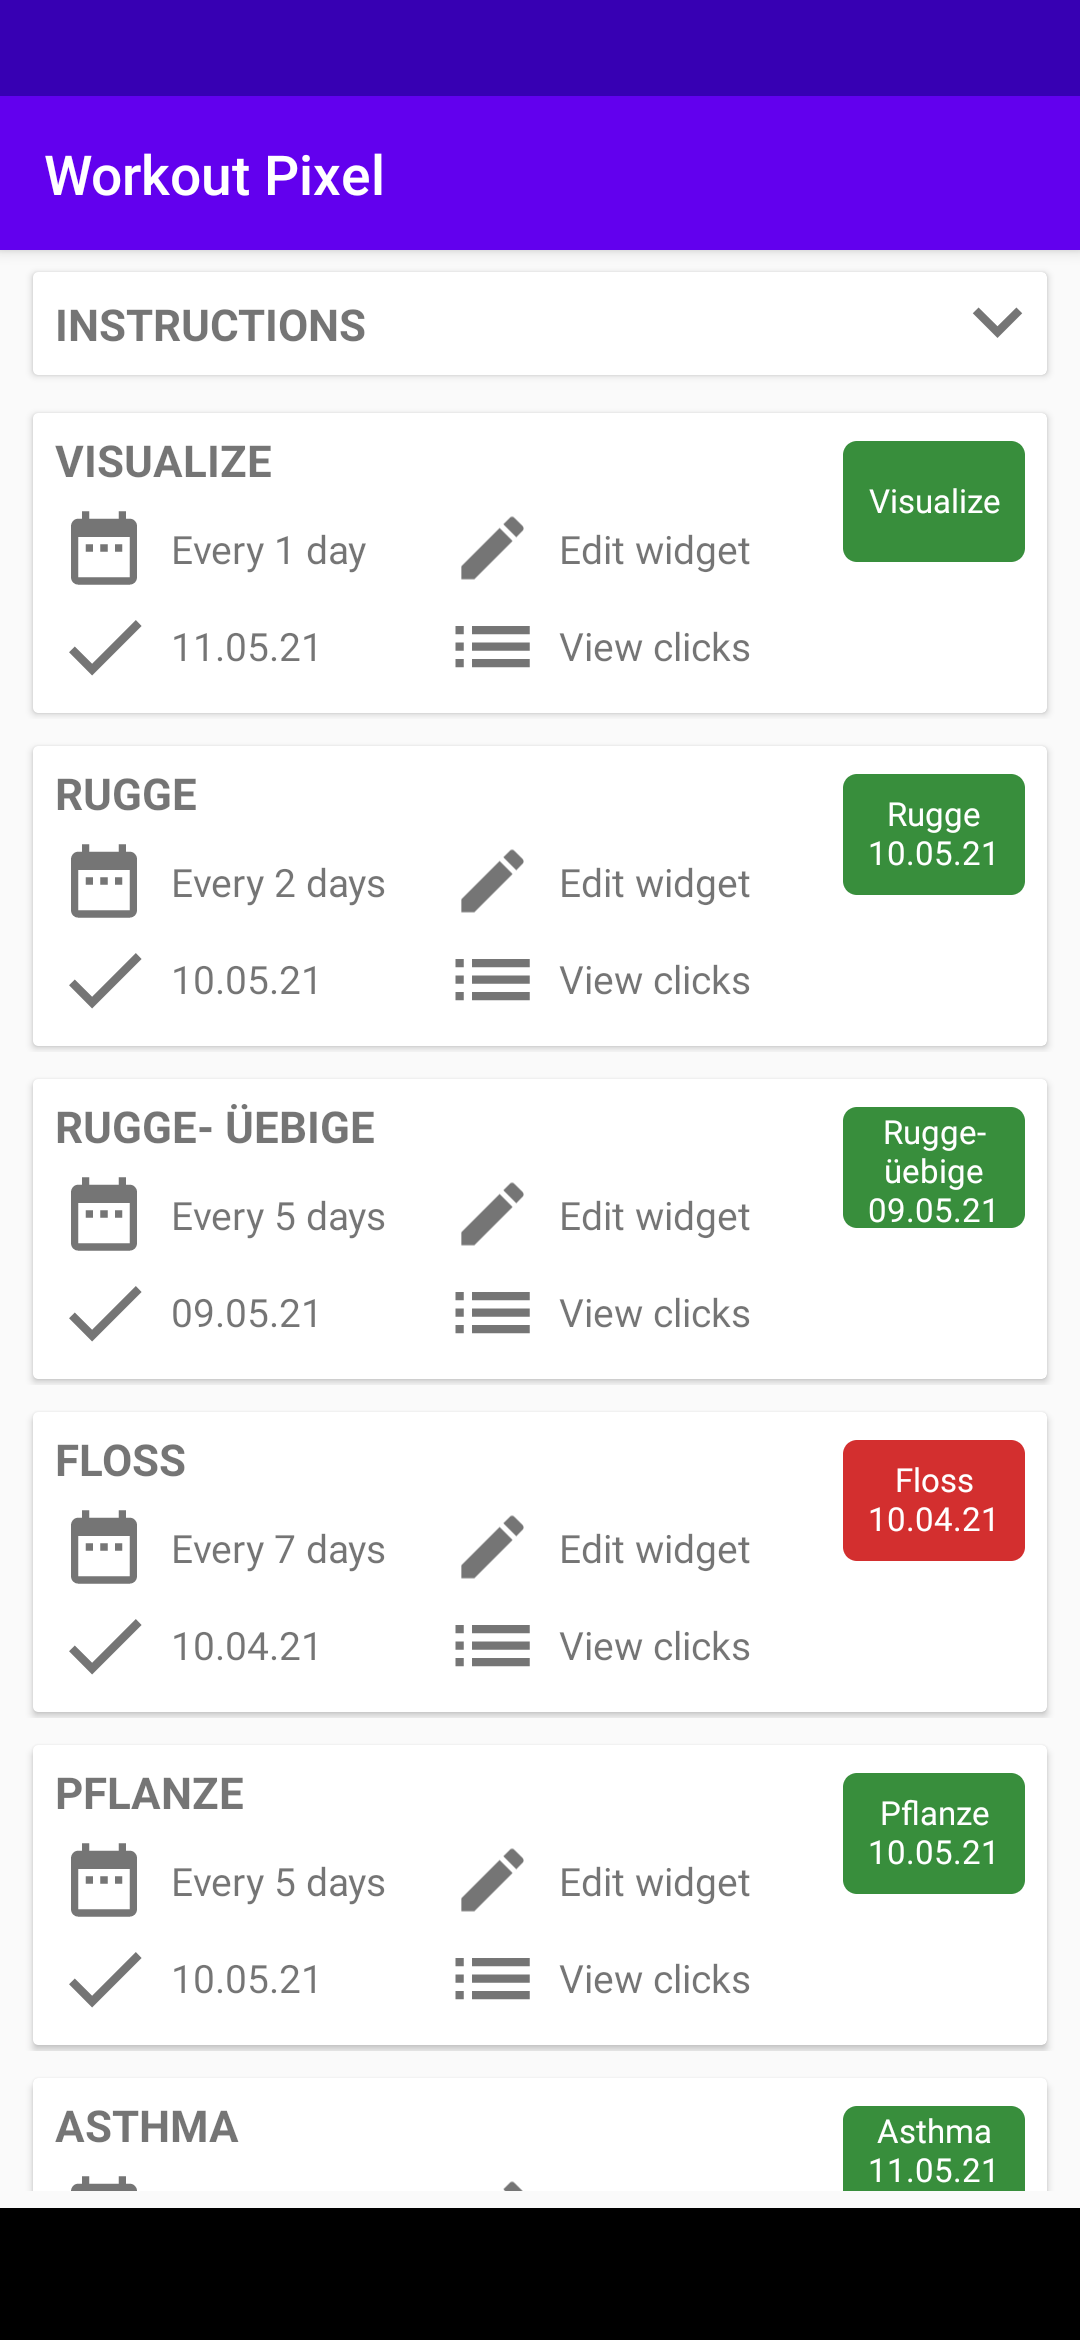 Workout Pixel
INSTRUCTIONS
VISUALIZE
Visualize
Every 1 day
Edit widget
11.05.21
View clicks
RUGGE
Rugge
10.05.21
Every 2 days
Edit widget
10.05.21
View clicks
RUGGE- ÜEBIGE
Rugge-
üebige
09.05.21
Every 5 days
Edit widget
09.05.21
View clicks
FLOSS
Floss
10.04.21
Every 7 days
Edit widget
10.04.21
View clicks
PFLANZE
Pflanze
10.05.21
Every 5 days
Edit widget
10.05.21
View clicks
ASTHMA
Asthma
11.05.21